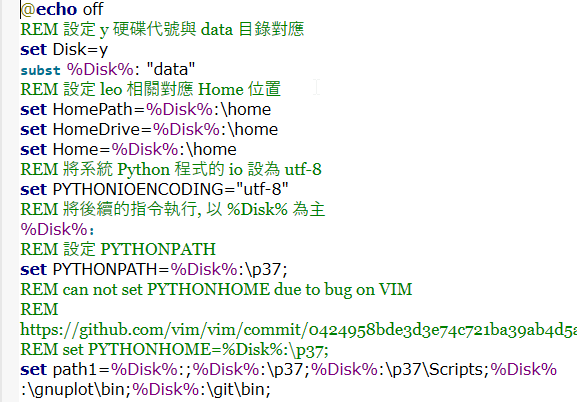 @echo off
REM 設定 y 硬碟代號與 data 目錄對應
set Disk=y
subst %Disk%: "data"
REM 設定 leo 相關對應 Home 位置
set HomePath=%Disk%:\home
set HomeDrive=%Disk%:\home
set Home=%Disk%:\home
REM 將系統 Python 程式的 io 設為 utf-8
set PYTHONIOENCODING="utf-8"
REM 將後續的指令執行, 以 %Disk% 為主
%Disk%:
REM 設定 PYTHONPATH
set PYTHONPATH=%Disk%:\p37;
REM can not set PYTHONHOME due to bug on VIM
REM
https://github.com/vim/vim/commit/0424958bde3d3e74c721ba39ab4d5a
REM set PYTHONHOME=%Disk%:\p37;
set path1=%Disk%:;%Disk%:\p37;%Disk%:\p37\Scripts;%Disk%
:\gnuplot\bin;%Disk%:\git\bin;